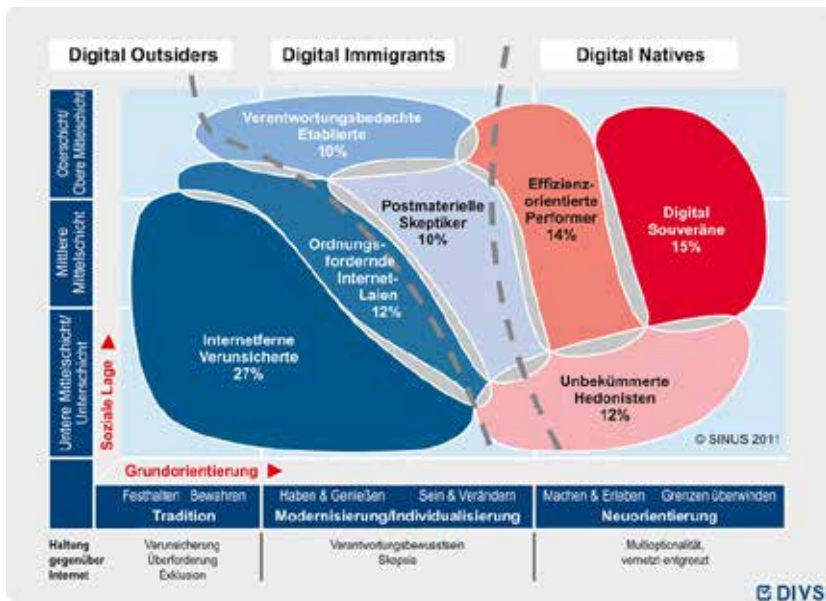 Digital Outsiders
Digital Immigrants
Digital Natives
Oberschicht/
Obere Mittelschicht
Mittlere
Mittelschicht
Untere Mittelschicht/
Unterschicht
Soziale Lage
Verantwortungsbedachte
Etablierte
10%
Postmaterielle
Skeptiker
10%
Effizienz-
orientierte
Performer
14%
Digital
Souveräne
15%
Ordnungs-
fordernde
Internet-
Laien
12%
Internetferne
Verunsicherte
27%
Unbekümmerte
Hedonisten
12%
© SINUS 2011
Grundorientierung
Festhalten Bewahren
Tradition
Haben & Genießen Sein & Verändern
Modernisierung/Individualisierung
Machen & Erleben Grenzen überwinden
Neuorientierung
Haltung
gegenüber
Internet
Verunsicherung
Überforderung
Exklusion
Verantwortungsbewusstsein
Skepsis
Multioptionalität,
vernetzt-entgrenzt
DIVSI